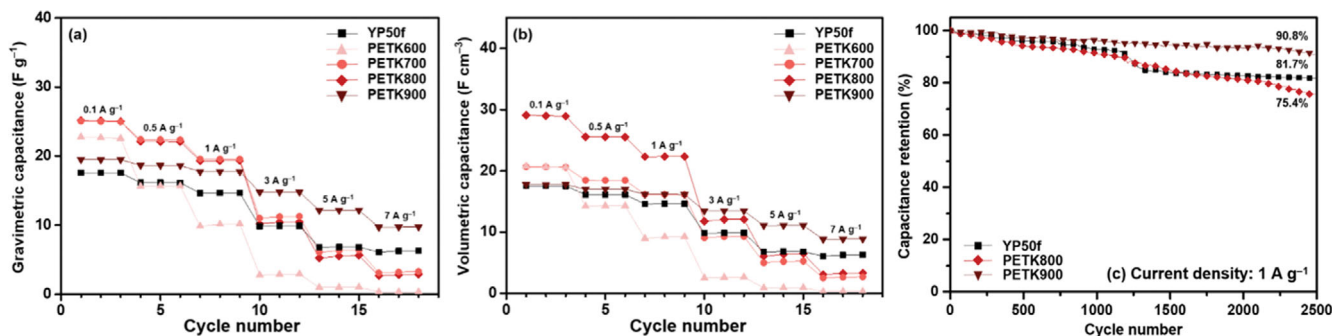 (a)
YP50f
PETK600
PETK700
PETK800
PETK900
0.1 A g⁻¹
0.5 A g⁻¹
1 A g⁻¹
3 A g⁻¹
5 A g⁻¹
7 A g⁻¹
Gravimetric capacitance (F g⁻¹)
40
30
20
10
0
0
5
10
15
Cycle number
(b)
YP50f
PETK600
PETK700
PETK800
PETK900
0.1 A g⁻¹
0.5 A g⁻¹
1 A g⁻¹
3 A g⁻¹
5 A g⁻¹
7 A g⁻¹
Volumetric capacitance (F cm⁻³)
40
30
20
10
0
0
5
10
15
Cycle number
90.8%
81.7%
75.4%
YP50f
PETK800
PETK900
(c) Current density: 1 A g⁻¹
Capacitance retention (%)
100
80
60
40
20
0
0
500
1000
1500
2000
2500
Cycle number